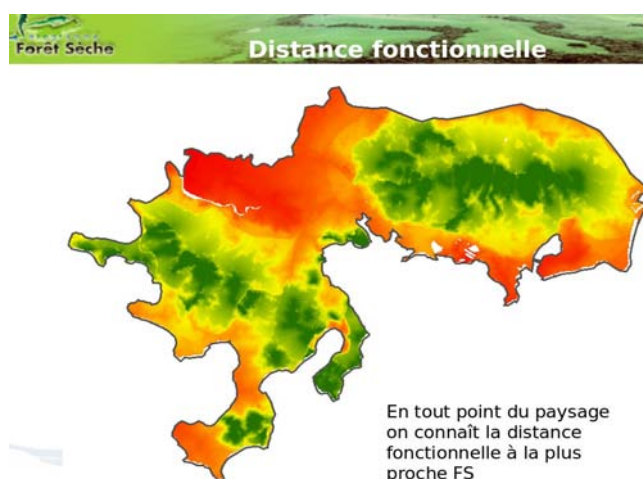 Forêt Sèche
Distance fonctionnelle
En tout point du paysage
on connaît la distance
fonctionnelle à la plus
proche FS